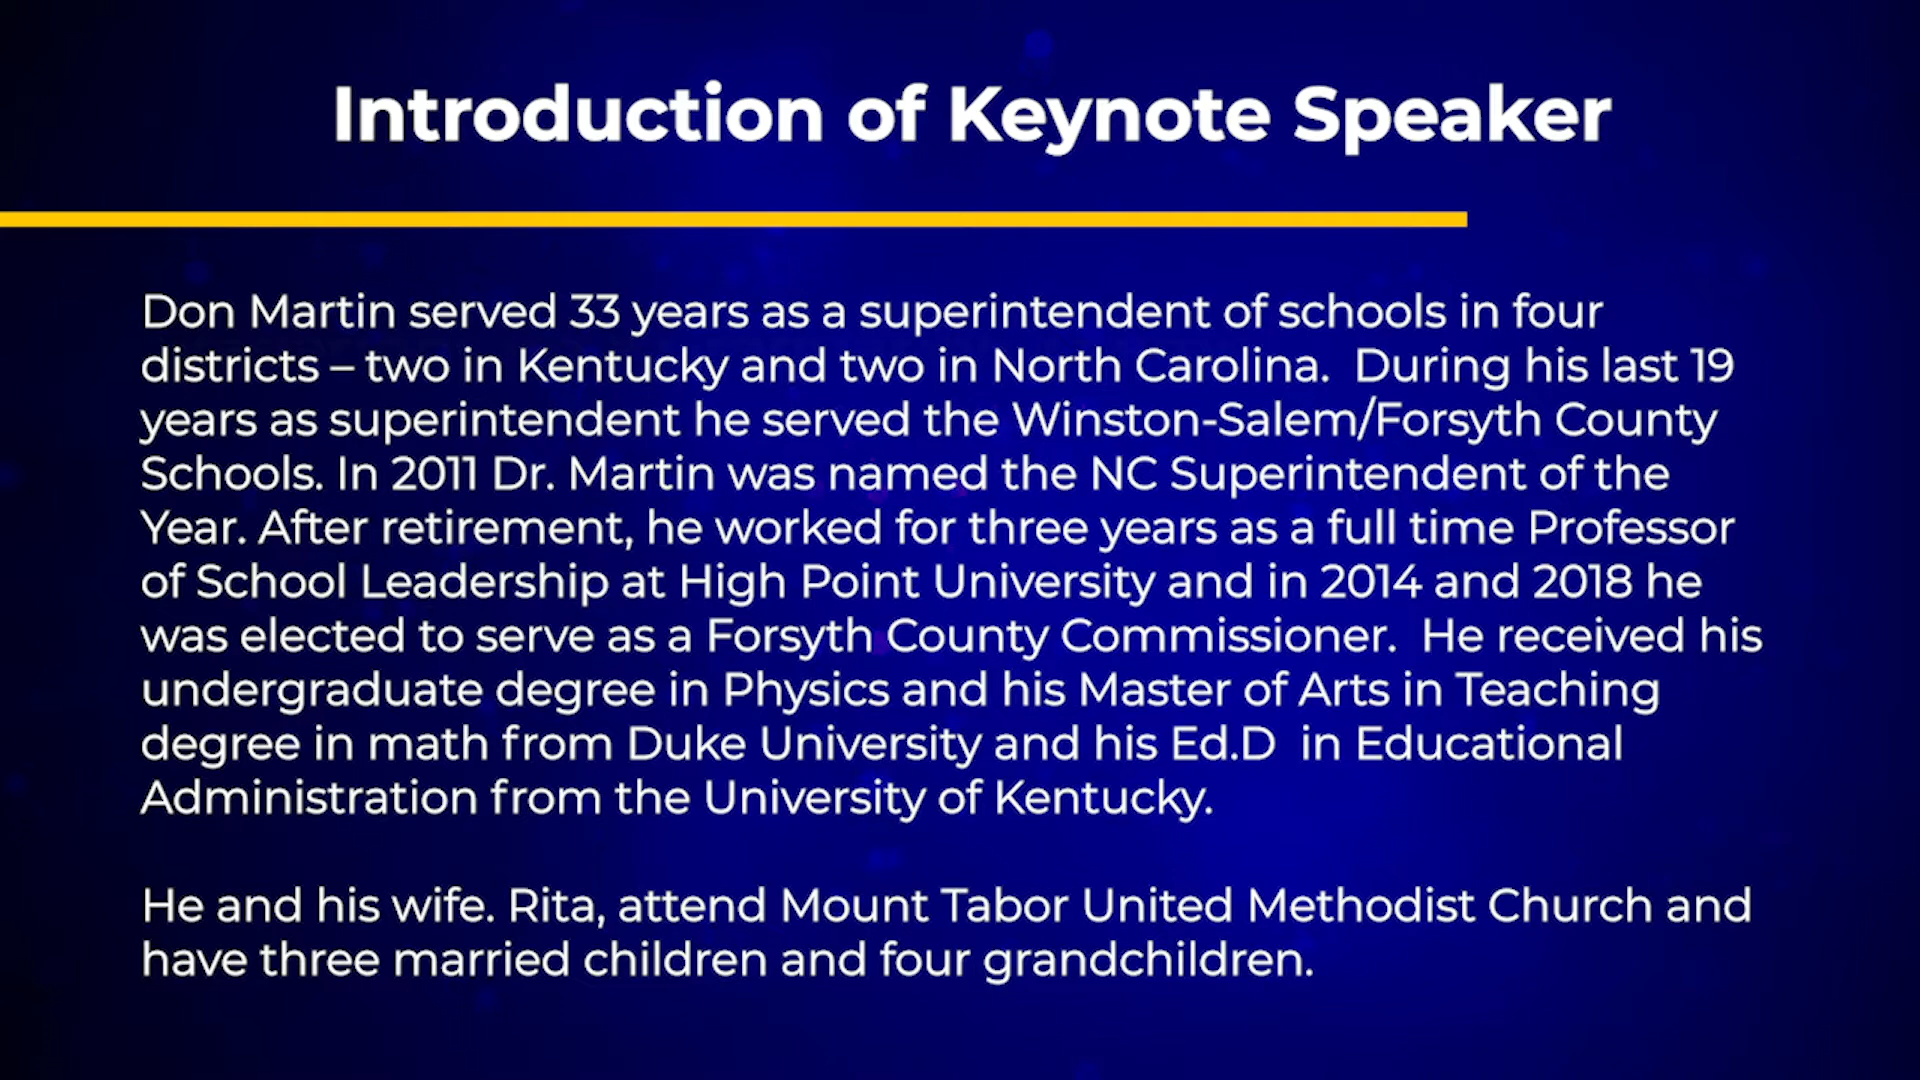 Introduction of Keynote Speaker
Don Martin served 33 years as a superintendent of schools in four
districts – two in Kentucky and two in North Carolina.  During his last 19
years as superintendent he served the Winston-Salem/Forsyth County
Schools. In 2011 Dr. Martin was named the NC Superintendent of the
Year. After retirement, he worked for three years as a full time Professor
of School Leadership at High Point University and in 2014 and 2018 he
was elected to serve as a Forsyth County Commissioner.  He received his
undergraduate degree in Physics and his Master of Arts in Teaching
degree in math from Duke University and his Ed.D  in Educational
Administration from the University of Kentucky.
He and his wife. Rita, attend Mount Tabor United Methodist Church and
have three married children and four grandchildren.